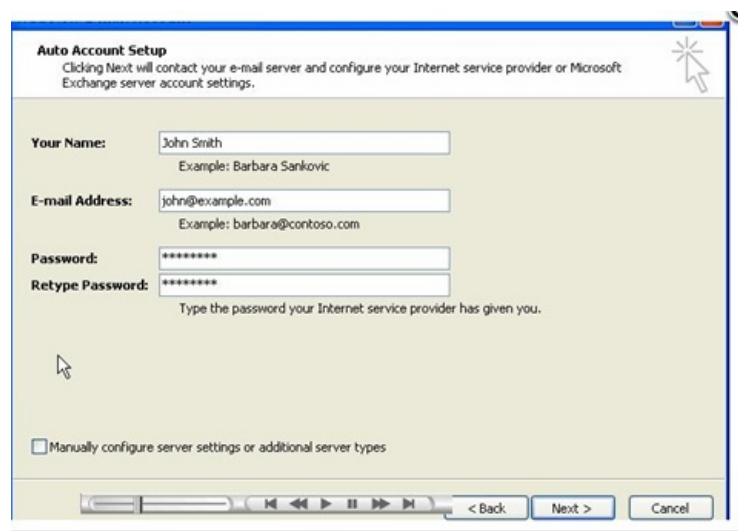 Auto Account Setup
Clicking Next will contact your e-mail server and configure your Internet service provider or Microsoft
Exchange server account settings.
Your Name: John Smith
Example: Barbara Sankovic
E-mail Address: john@example.com
Example: barbara@contoso.com
Password: ********
Retype Password: ********
Type the password your Internet service provider has given you.
Manually configure server settings or additional server types
< Back Next > Cancel